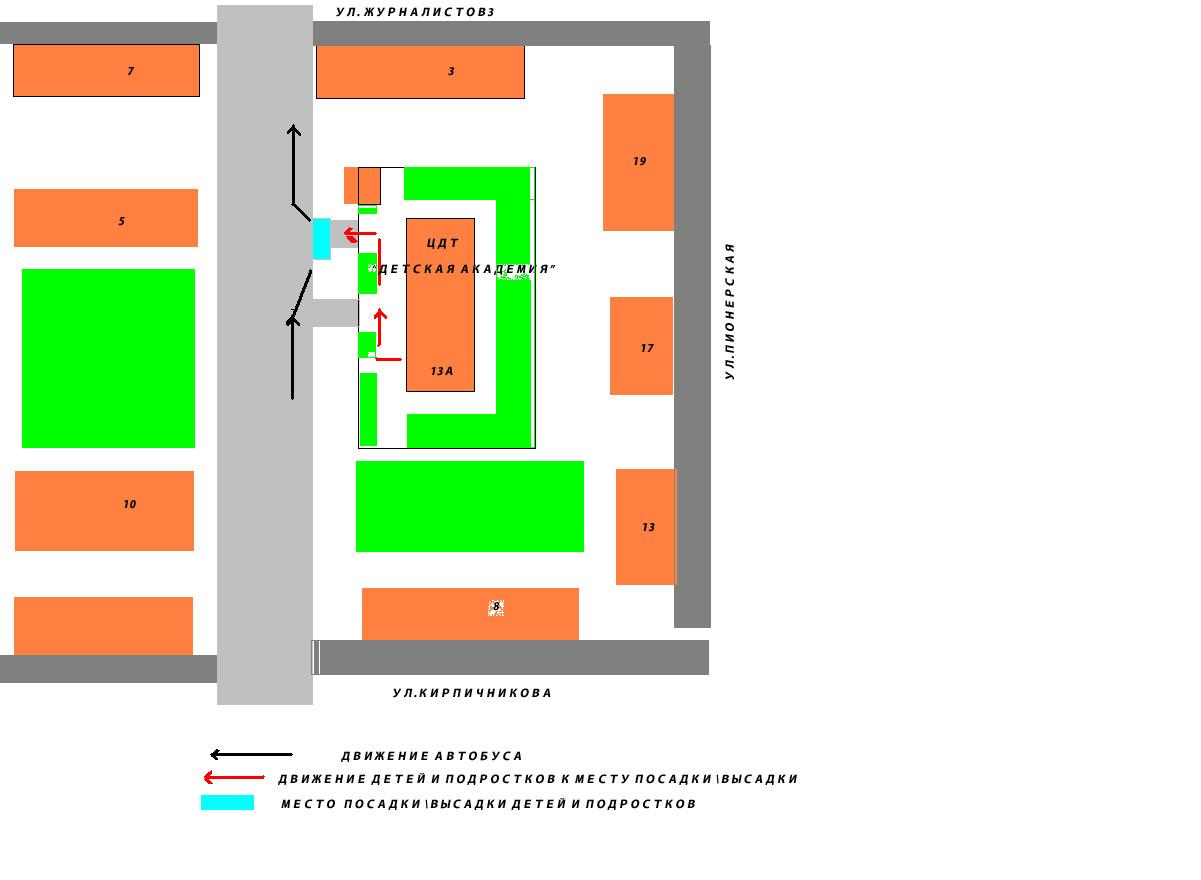 УЛ.ЖУРНАЛИСТОВ3
7
3
19
5
ЦДТ
"ДЕТСКАЯ АКАДЕМИЯ"
УЛ.ПИОНЕРСКАЯ
17
13А
10
13
8
УЛ.КИРПИЧНИКОВА
ДВИЖЕНИЕ АВТОБУСА
ДВИЖЕНИЕ ДЕТЕЙ И ПОДРОСТКОВ К МЕСТУ ПОСАДКИ\ВЫСАДКИ
МЕСТО ПОСАДКИ\ВЫСАДКИ ДЕТЕЙ И ПОДРОСТКОВ